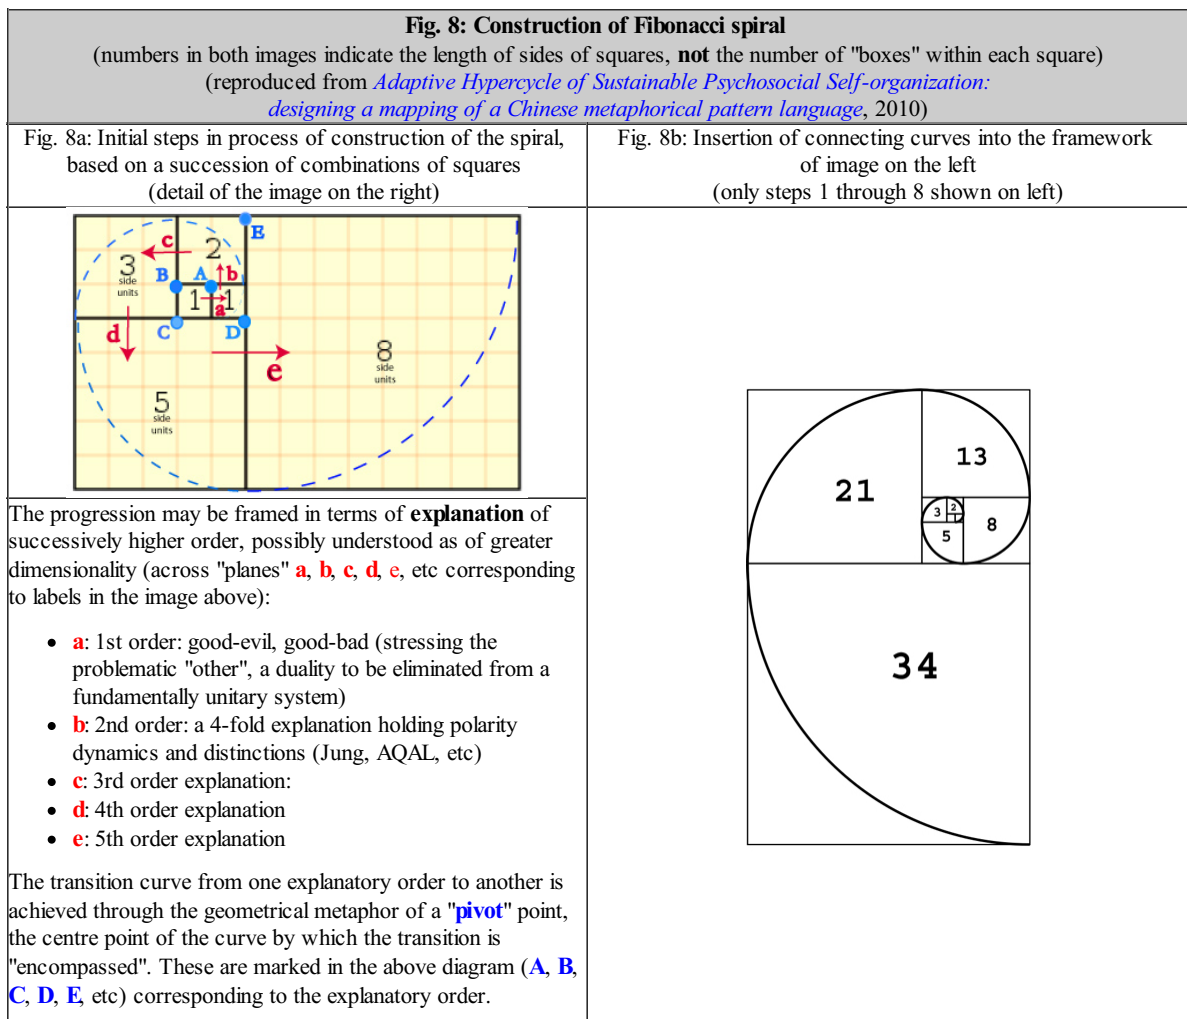 Fig. 8: Construction of Fibonacci spiral
(numbers in both images indicate the length of sides of squares, not the number of "boxes" within each square)
(reproduced from Adaptive Hypercycle of Sustainable Psychosocial Self-organization:
designing a mapping of a Chinese metaphorical pattern language, 2010)
Fig. 8a: Initial steps in process of construction of the spiral,
based on a succession of combinations of squares
(detail of the image on the right)
Fig. 8b: Insertion of connecting curves into the framework
of image on the left
(only steps 1 through 8 shown on left)
E
c
2
3
side
units
B
A
b
1
a
1
d
C
D
e
8
side
units
5
side
units
13
21
3
2
1
8
5
34
The progression may be framed in terms of explanation of
successively higher order, possibly understood as of greater
dimensionality (across "planes" a, b, c, d, e, etc corresponding
to labels in the image above):
a: 1st order: good-evil, good-bad (stressing the
problematic "other", a duality to be eliminated from a
fundamentally unitary system)
b: 2nd order: a 4-fold explanation holding polarity
dynamics and distinctions (Jung, AQAL, etc)
c: 3rd order explanation:
d: 4th order explanation
e: 5th order explanation
The transition curve from one explanatory order to another is
achieved through the geometrical metaphor of a "pivot" point,
the centre point of the curve by which the transition is
"encompassed". These are marked in the above diagram (A, B,
C, D, E, etc) corresponding to the explanatory order.